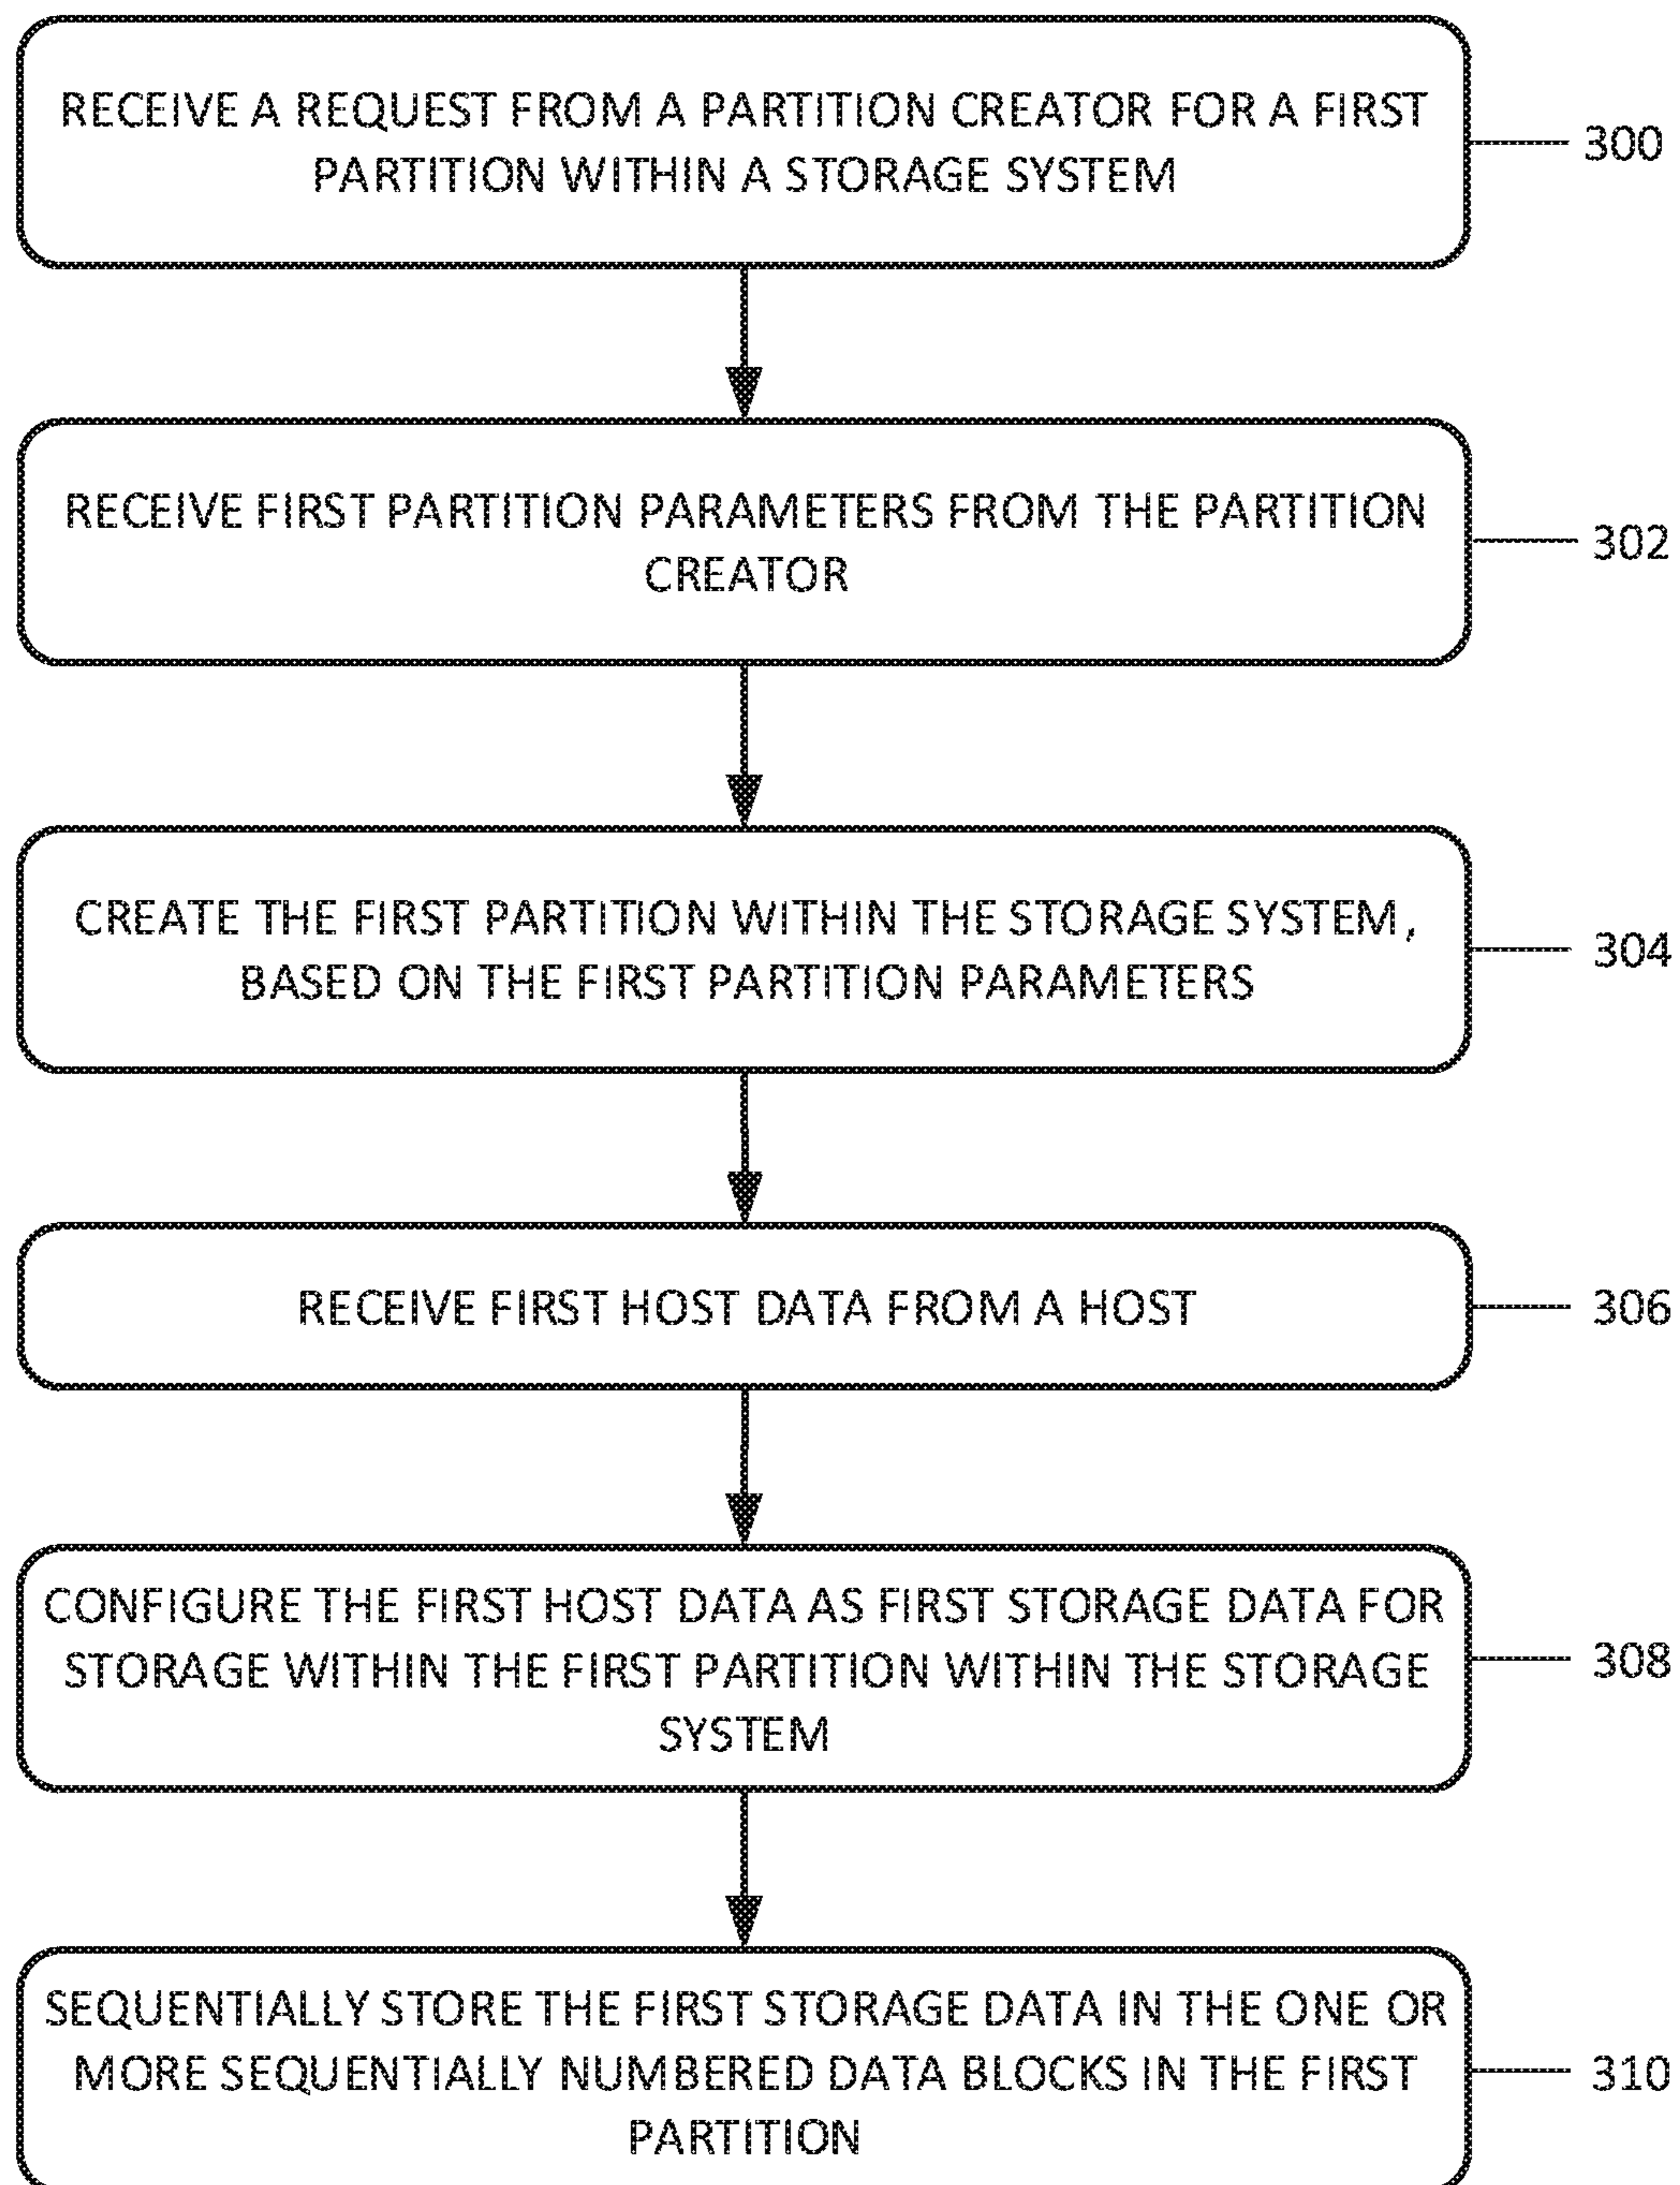 RECEIVE A REQUEST FROM A PARTITION CREATOR FOR A FIRST
PARTITION WITHIN A STORAGE SYSTEM
300
RECEIVE FIRST PARTITION PARAMETERS FROM THE PARTITION
CREATOR
302
CREATE THE FIRST PARTITION WITHIN THE STORAGE SYSTEM,
BASED ON THE FIRST PARTITION PARAMETERS
304
RECEIVE FIRST HOST DATA FROM A HOST
306
CONFIGURE THE FIRST HOST DATA AS FIRST STORAGE DATA FOR
STORAGE WITHIN THE FIRST PARTITION WITHIN THE STORAGE
SYSTEM
308
SEQUENTIALLY STORE THE FIRST STORAGE DATA IN THE ONE OR
MORE SEQUENTIALLY NUMBERED DATA BLOCKS IN THE FIRST
PARTITION
310